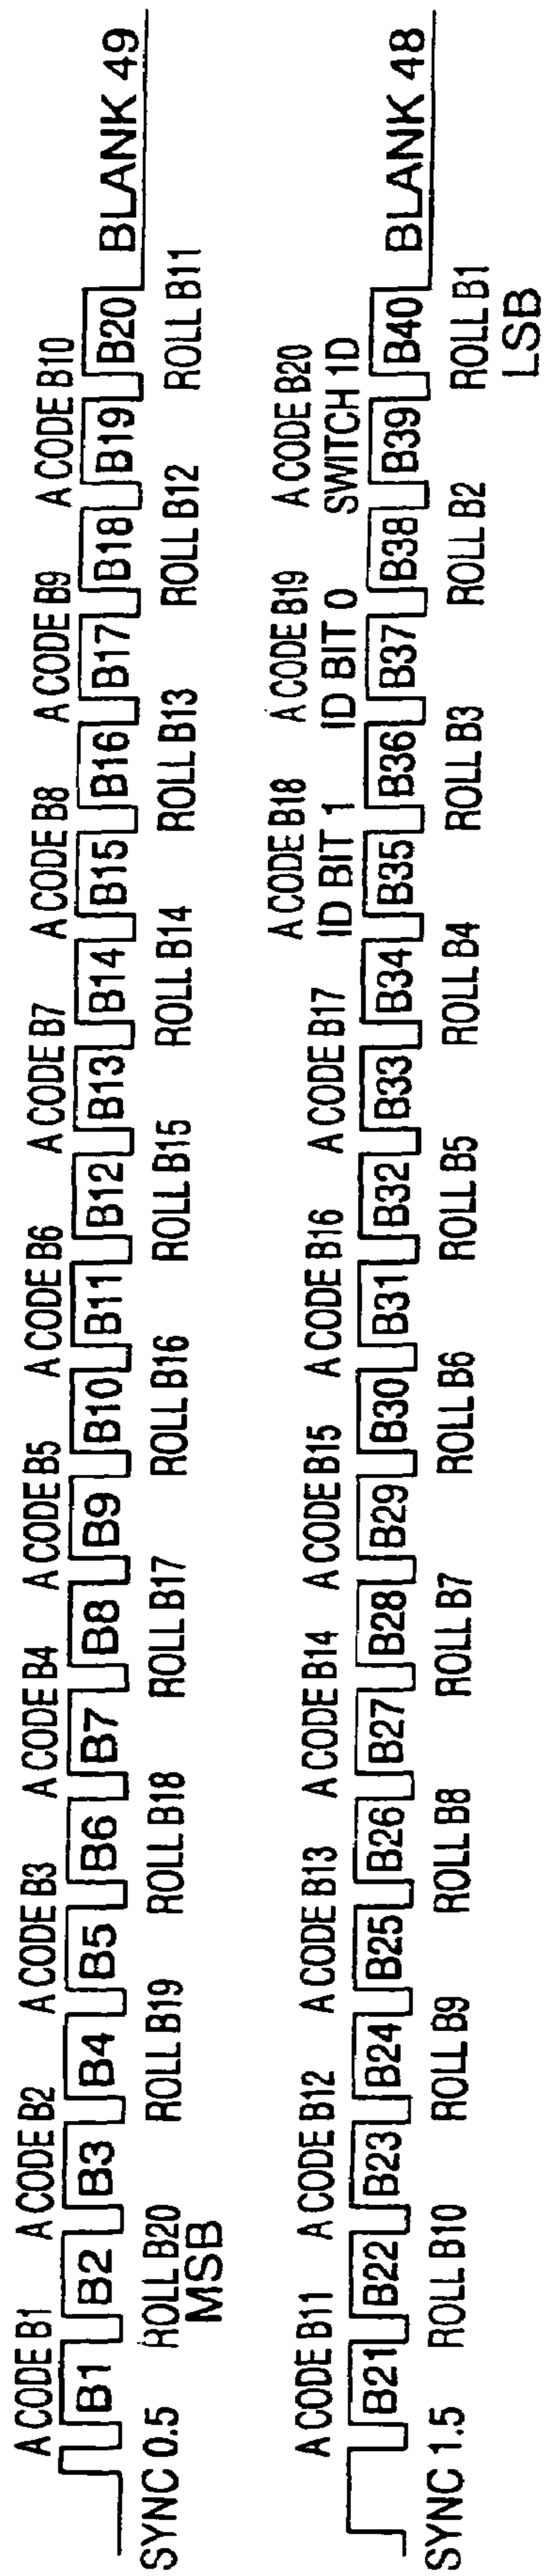 A CODE B1 A CODE B2 A CODE B3 A CODE B4 A CODE B5 A CODE B6 A CODE B7 A CODE B8 A CODE B9 A CODE B10
B1 B2 B3 B4 B5 B6 B7 B8 B9 B10 B11 B12 B13 B14 B15 B16 B17 B18 B19 B20 BLANK 49
SYNC 0.5 ROLL B20 ROLL B19 ROLL B18 ROLL B17 ROLL B16 ROLL B15 ROLL B14 ROLL B13 ROLL B12 ROLL B11
MSB
A CODE B18 A CODE B19 A CODE B20
A CODE B11 A CODE B12 A CODE B13 A CODE B14 A CODE B15 A CODE B16 A CODE B17 ID BIT 1 ID BIT 0 SWITCH 1D
B21 B22 B23 B24 B25 B26 B27 B28 B29 B30 B31 B32 B33 B34 B35 B36 B37 B38 B39 B40 BLANK 48
SYNC 1.5 ROLL B10 ROLL B9 ROLL B8 ROLL B7 ROLL B6 ROLL B5 ROLL B4 ROLL B3 ROLL B2 ROLL B1
LSB